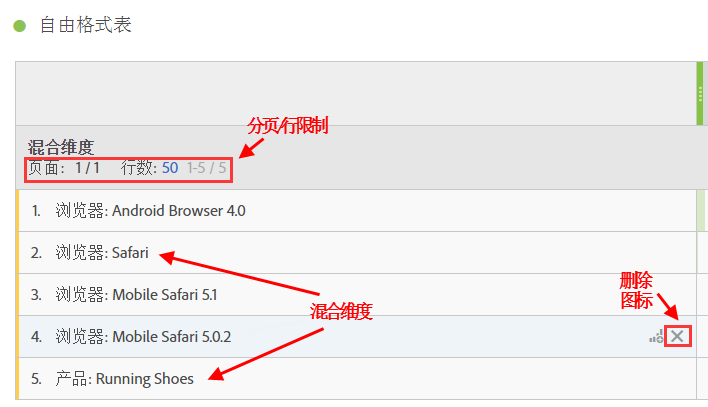 自由格式表
分页/行限制
混合维度
页面： 1 / 1 行数: 50 1-5 / 5
1. 浏览器: Android Browser 4.0
2. 浏览器: Safari
3. 浏览器: Mobile Safari 5.1
删除
图标
混合维度
4. 浏览器: Mobile Safari 5.0.2
5. 产品: Running Shoes